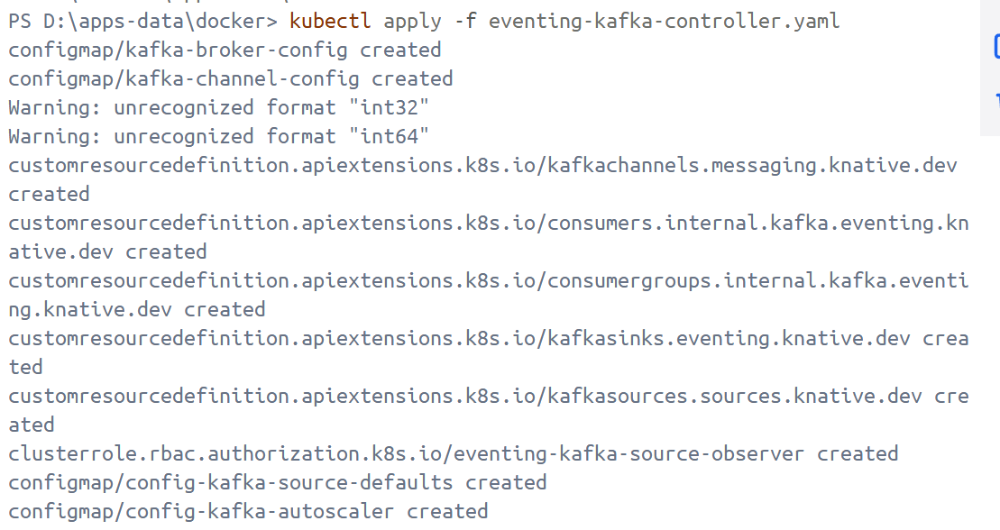 PS D:\apps-data\docker> kubectl apply -f eventing-kafka-controller.yaml
configmap/kafka-broker-config created
configmap/kafka-channel-config created
Warning: unrecognized format "int32"
Warning: unrecognized format "int64"
customresourcedefinition.apiextensions.k8s.io/kafkachannels.messaging.knative.dev
created
customresourcedefinition.apiextensions.k8s.io/consumers.internal.kafka.eventing.kn
ative.dev created
customresourcedefinition.apiextensions.k8s.io/consumergroups.internal.kafka.eventi
ng.knative.dev created
customresourcedefinition.apiextensions.k8s.io/kafkasinks.eventing.knative.dev crea
ted
customresourcedefinition.apiextensions.k8s.io/kafkasources.sources.knative.dev cre
ated
clusterrole.rbac.authorization.k8s.io/eventing-kafka-source-observer created
configmap/config-kafka-source-defaults created
configmap/config-kafka-autoscaler created